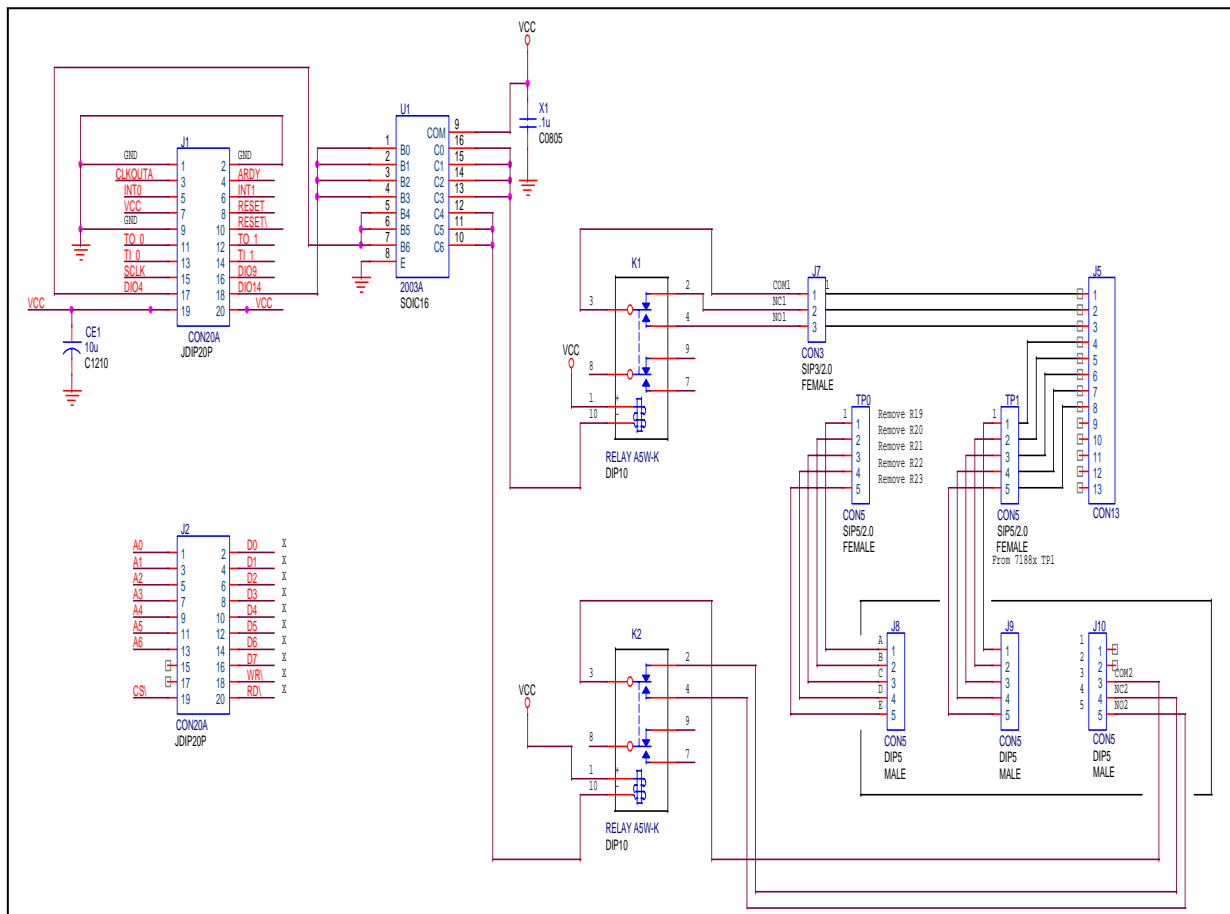 VCC
X1
.1u
C0805
U1
COM 9
1 B0 C0 16
2 B1 C1 15
3 B2 C2 14
4 B3 C3 13
5 B4 C4 12
6 B5 C5 11
7 B6 C6 10
8 E
2003A
SOIC16
J1
GND 1 2 GND
CLKOUTA 3 4 ARDY
INT0 5 6 INT1
VCC 7 8 RESET
GND 9 10 RESET\
TO_0 11 12 TO_1
TI_0 13 14 TI_1
SCLK 15 16 DIO9
DIO4 17 18 DIO14
VCC 19 20 VCC
CON20A
JDIP20P
CE1
10u
C1210
K1
3 2
4
VCC
8 9
7
1 +
10 -
RELAY A5W-K
DIP10
J7
COM1 1 1
NC1 2
NO1 3
CON3
SIP3/2.0
FEMALE
J5
1
2
3
4
5
6
7
8
9
10
11
12
13
CON13
TP0
1 1 Remove R19
2 Remove R20
3 Remove R21
4 Remove R22
5 Remove R23
CON5
SIP5/2.0
FEMALE
TP1
1 1
2
3
4
5
CON5
SIP5/2.0
FEMALE
From 7188x TP1
J2
A0 1 2 D0 X
A1 3 4 D1 X
A2 5 6 D2 X
A3 7 8 D3 X
A4 9 10 D4 X
A5 11 12 D5 X
A6 13 14 D6 X
15 16 D7 X
17 18 WR\ X
CS\ 19 20 RD\ X
CON20A
JDIP20P
K2
3 2
4
VCC
8 9
7
1 +
10 -
RELAY A5W-K
DIP10
J8
A 1
B 2
C 3
D 4
E 5
CON5
DIP5
MALE
J9
1
2
3
4
5
CON5
DIP5
MALE
J10
1 1
2 2
3 3 COM2
4 4 NC2
5 5 NO2
CON5
DIP5
MALE